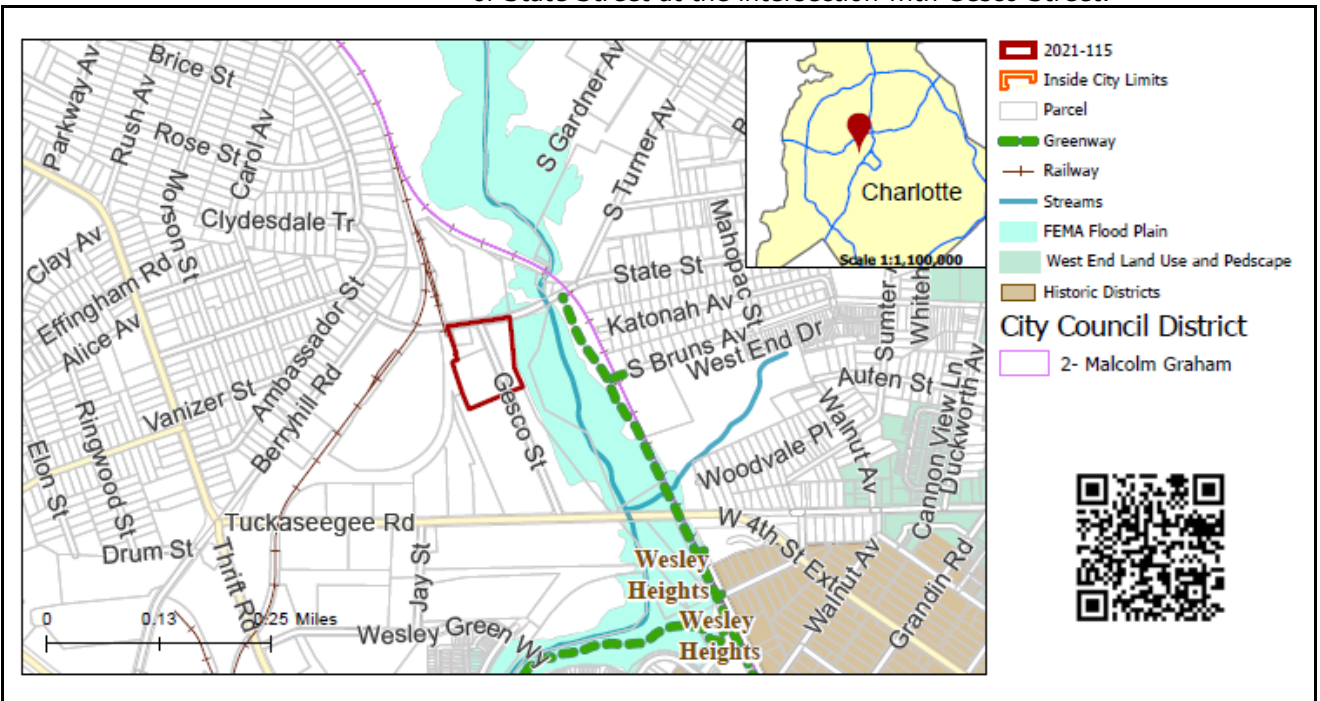 of State Street at the intersection with Gesco Street.
Parkway Av
Brice St
Rush Av
Rose St
Carol Av
Morson St
Clydesdale Tr
Clay Av
Effingham Rd
Alice Av
Ambassador St
Berryhill Rd
Vanizer St
Ringwood St
Elon St
Drum St
Thrift Rd
Tuckaseegee Rd
Jay St
Gesco St
S Gardner Av
S Turner Av
State St
Katonah Av
Mahopac St
S Bruns Av
West End Dr
Sumter
Whiteh
Auten St
Walnut Av
Woodvale Pl
Cannon View Ln
Duckworth Av
W 4th St Ext
Walnut Av
Grandin Rd
Wesley
Heights
Wesley
Heights
Wesley Green Wy
0 0.13 0.25 Miles
Charlotte
Scale 1:1,100,000
2021-115
Inside City Limits
Parcel
Greenway
Railway
Streams
FEMA Flood Plain
West End Land Use and Pedscape
Historic Districts
City Council District
2- Malcolm Graham